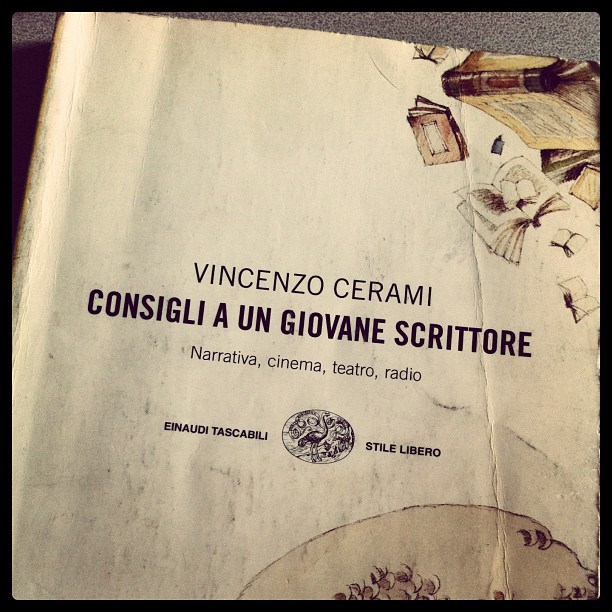 VINCENZO CERAMI
CONSIGLI A UN GIOVANE SCRITTORE
Narrativa, cinema, teatro, radio
EINAUDI TASCABILI STILE LIBERO